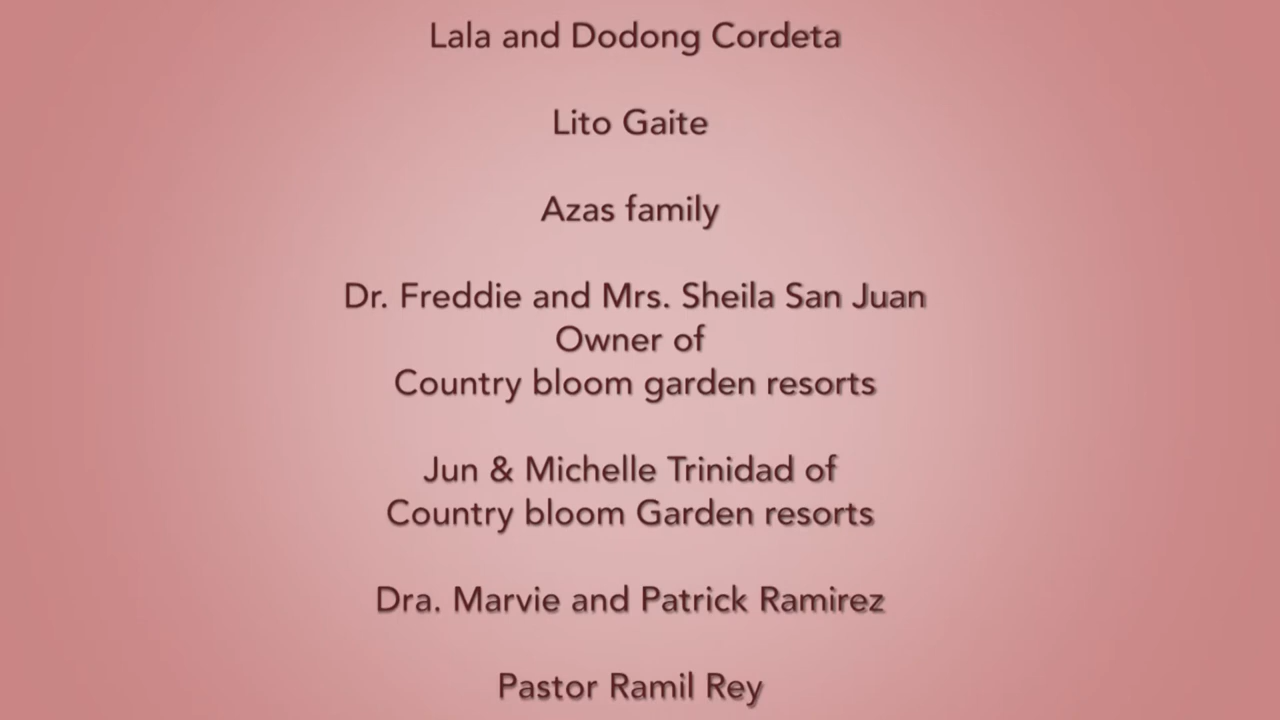 Lala and Dodong Cordeta
Lito Gaite
Azas family
Dr. Freddie and Mrs. Sheila San Juan
Owner of
Country bloom garden resorts
Jun & Michelle Trinidad of
Country bloom Garden resorts
Dra. Marvie and Patrick Ramirez
Pastor Ramil Rey